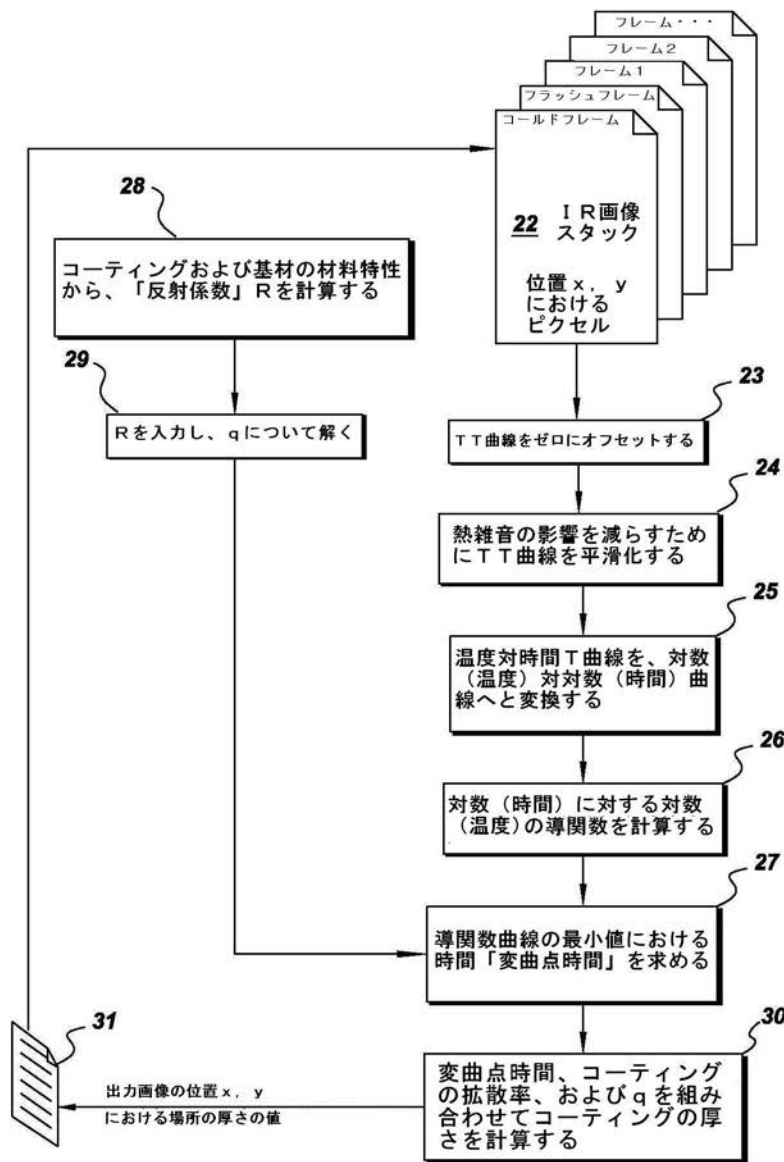 フレーム・・・
フレーム2
フレーム1
フラッシュフレーム
コールドフレーム
22 IR画像
スタック
位置x,y
における
ピクセル
28
コーティングおよび基材の材料特性
から、「反射係数」Rを計算する
29
Rを入力し、qについて解く
23
TT曲線をゼロにオフセットする
24
熱雑音の影響を減らすため
にTT曲線を平滑化する
25
温度対時間T曲線を、対数
(温度)対対数(時間)曲
線へと変換する
26
対数(時間)に対する対数
(温度)の導関数を計算する
27
導関数曲線の最小値における
時間「変曲点時間」を求める
30
変曲点時間、コーティング
の拡散率、およびqを組み
合わせてコーティングの厚
さを計算する
31
出力画像の位置x,y
における場所の厚さの値